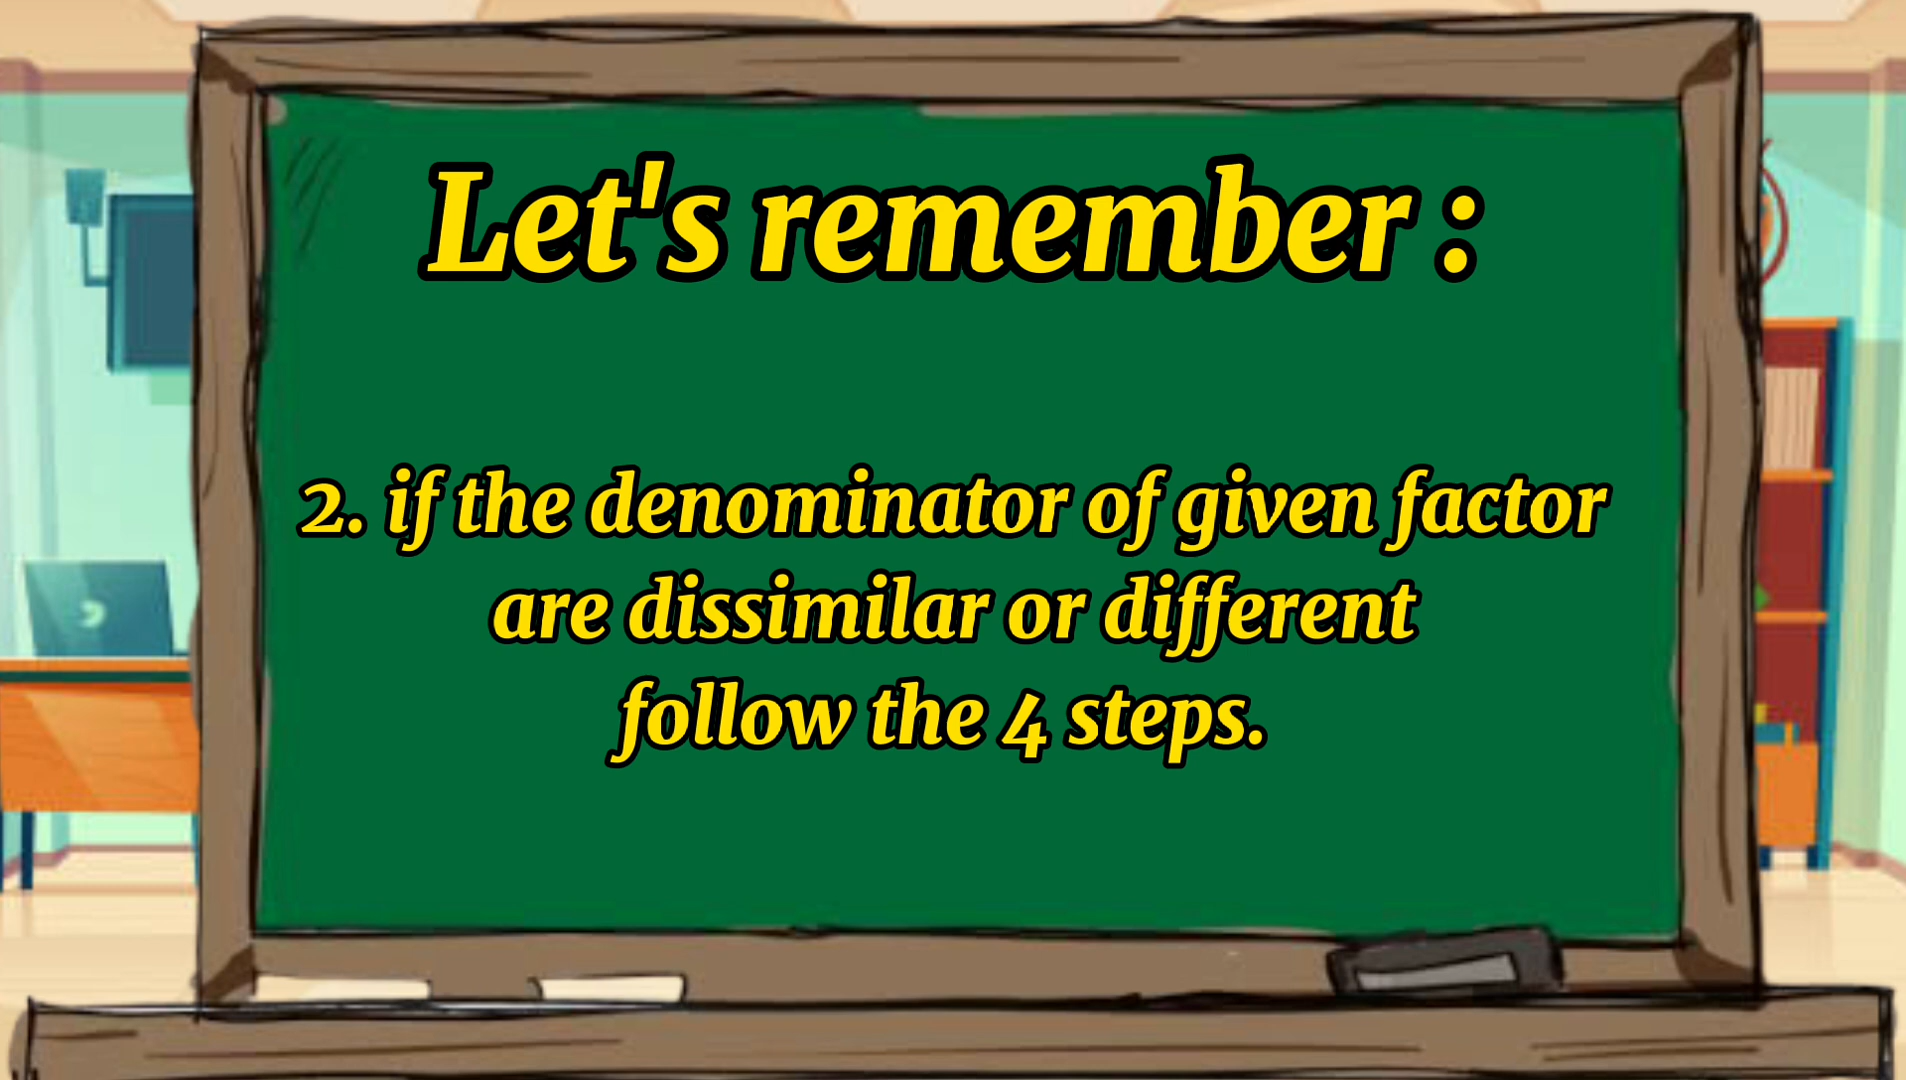 Let's remember :
2. if the denominator of given factor
are dissimilar or different
follow the 4 steps.